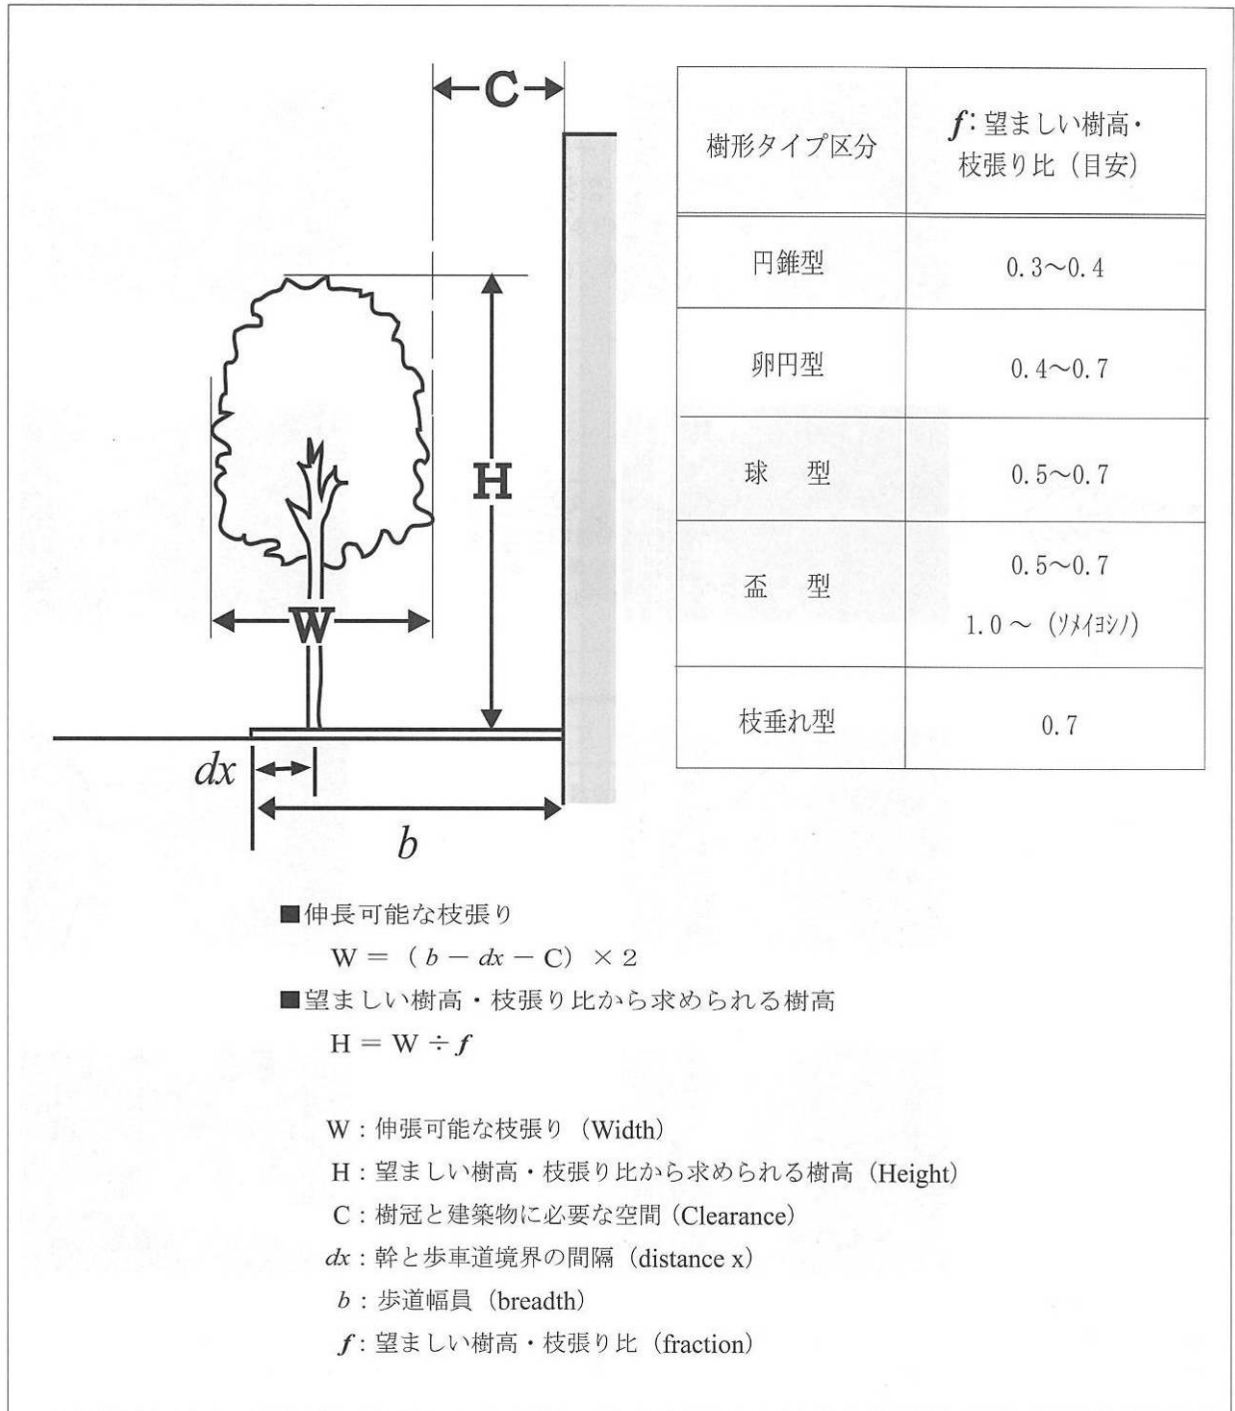 C
H
W
dx
b
樹形タイプ区分
f:望ましい樹高・
枝張り比(目安)
円錐型
0.3～0.4
卵円型
0.4～0.7
球 型
0.5～0.7
盃 型
0.5～0.7
1.0～(ソメイヨシノ)
枝垂れ型
0.7
■伸長可能な枝張り
W = (b − dx − C) × 2
■望ましい樹高・枝張り比から求められる樹高
H = W ÷ f
W:伸張可能な枝張り(Width)
H:望ましい樹高・枝張り比から求められる樹高(Height)
C:樹冠と建築物に必要な空間(Clearance)
dx:幹と歩車道境界の間隔(distance x)
b:歩道幅員(breadth)
f:望ましい樹高・枝張り比(fraction)